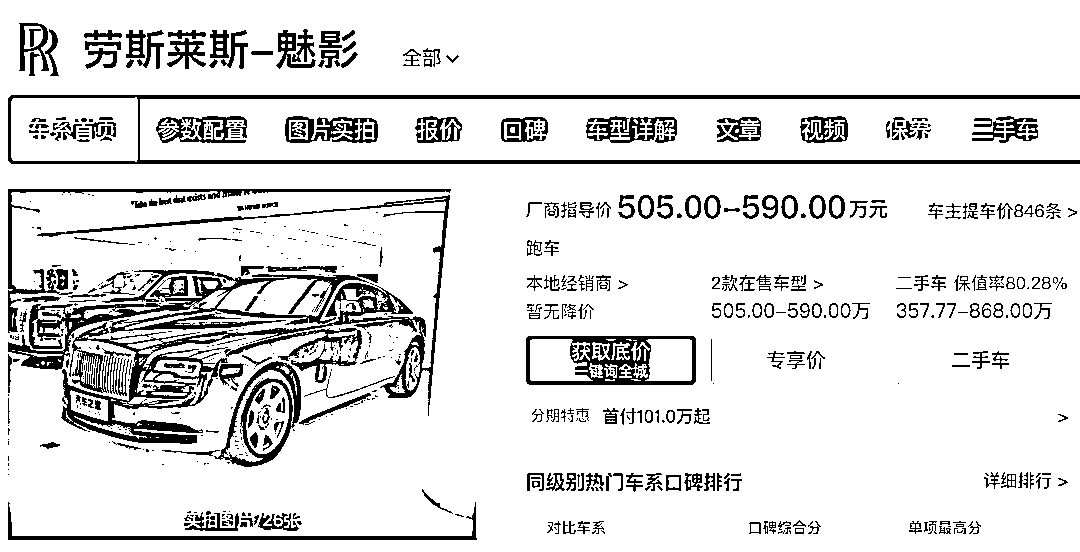 劳斯莱斯-魅影 全部
车系首页 参数配置 图片实拍 报价 口碑 车型详解 文章 视频 保养 二手车
厂商指导价 505.00-590.00万元 车主提车价846条 >
跑车
本地经销商 > 2款在售车型 > 二手车 保值率80.28%
暂无降价 505.00-590.00万 357.77-868.00万
获取底价 专享价 二手车
一键询全城
分期特惠 首付101.0万起 >
汽车之家
同级别热门车系口碑排行 详细排行 >
实拍图片/26张
对比车系 口碑综合分 单项最高分